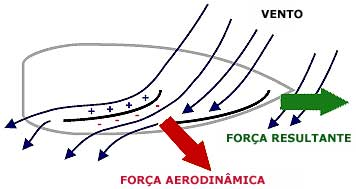 VENTO
+ + + +
- - - -
FORÇA RESULTANTE
FORÇA AERODINÂMICA